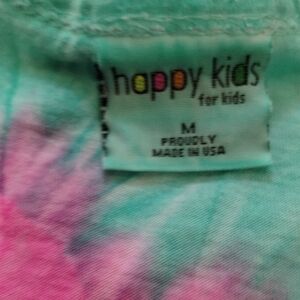 happy kids
for kids
M
PROUDLY
MADE IN USA